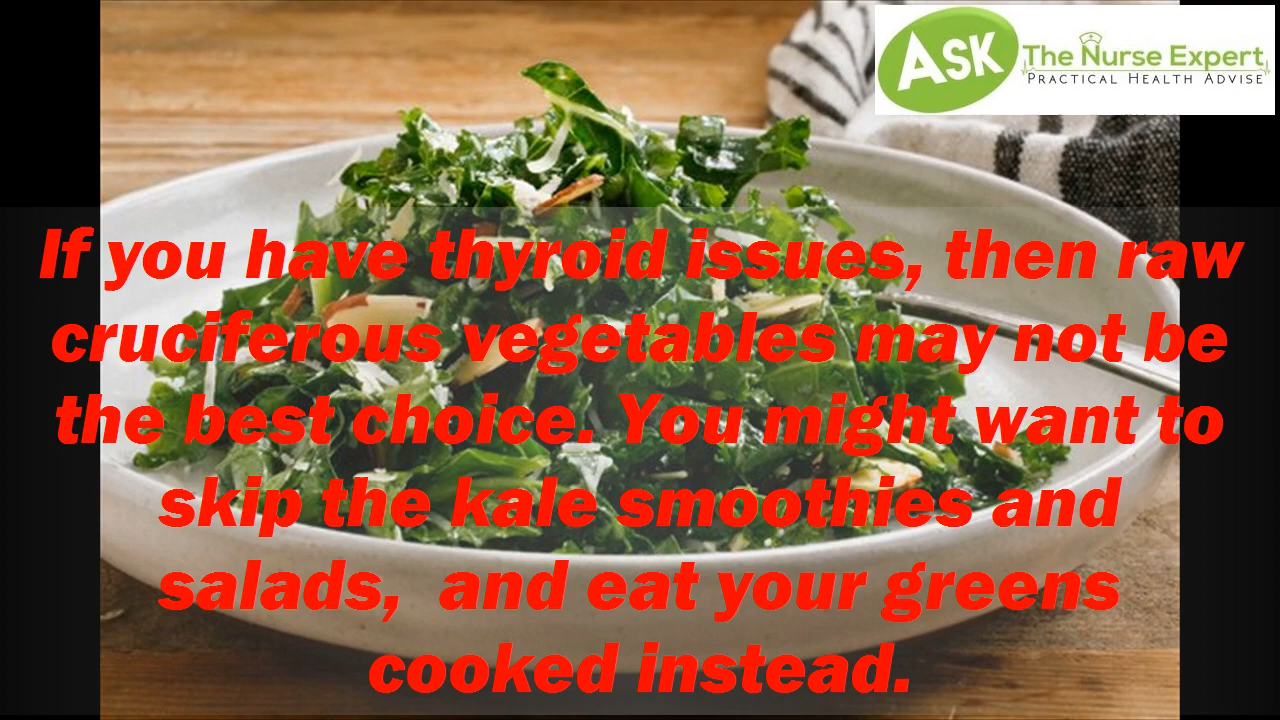 ASK The Nurse Expert
PRACTICAL HEALTH ADVISE
If you have thyroid issues, then raw
cruciferous vegetables may not be
the best choice. You might want to
skip the kale smoothies and
salads, and eat your greens
cooked instead.